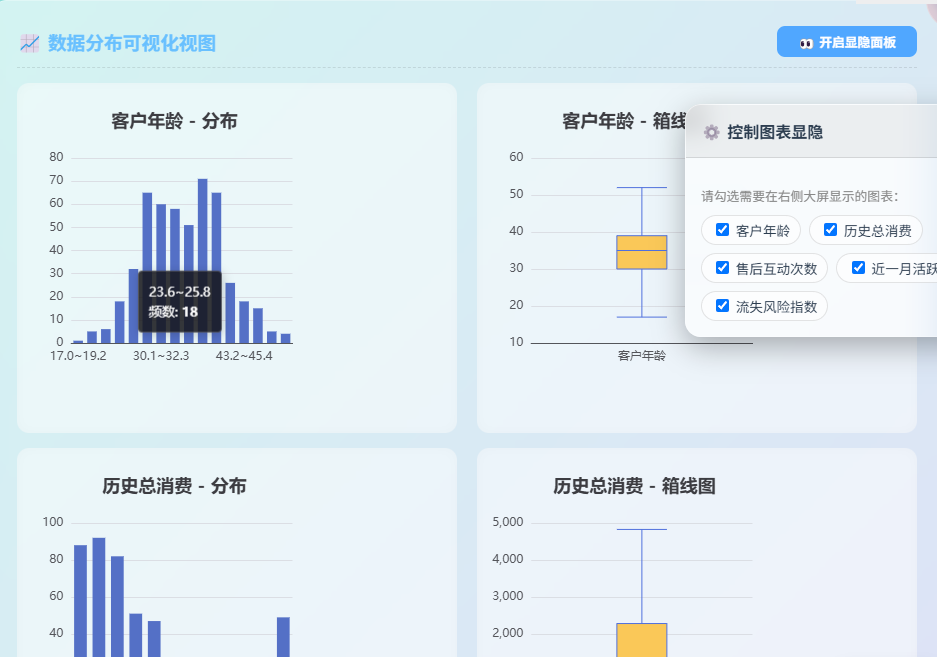 数据分布可视化视图
开启显隐面板
客户年龄 - 分布
80
70
60
50
40
30
20
10
0
17.0~19.2
30.1~32.3
43.2~45.4
23.6~25.8
频数: 18
客户年龄 - 箱线
60
50
40
30
20
10
客户年龄
控制图表显隐
请勾选需要在右侧大屏显示的图表：
客户年龄
历史总消费
售后互动次数
近一月活跃
流失风险指数
历史总消费 - 分布
100
80
60
40
历史总消费 - 箱线图
5,000
4,000
3,000
2,000